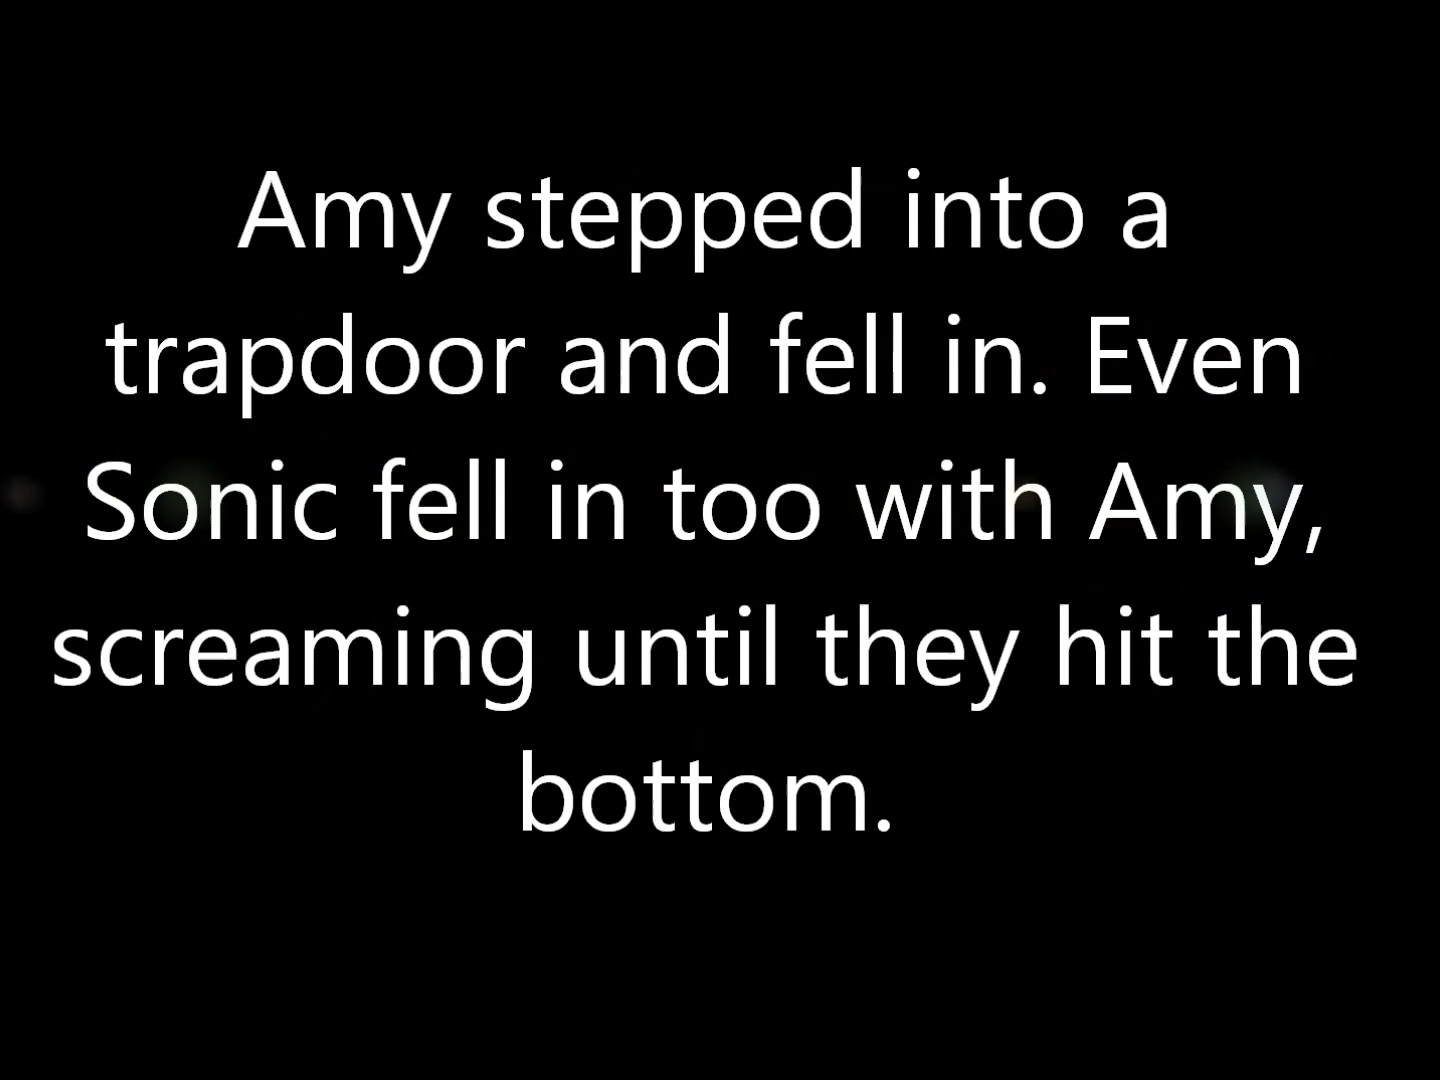 Amy stepped into a
trapdoor and fell in. Even
Sonic fell in too with Amy,
screaming until they hit the
bottom.